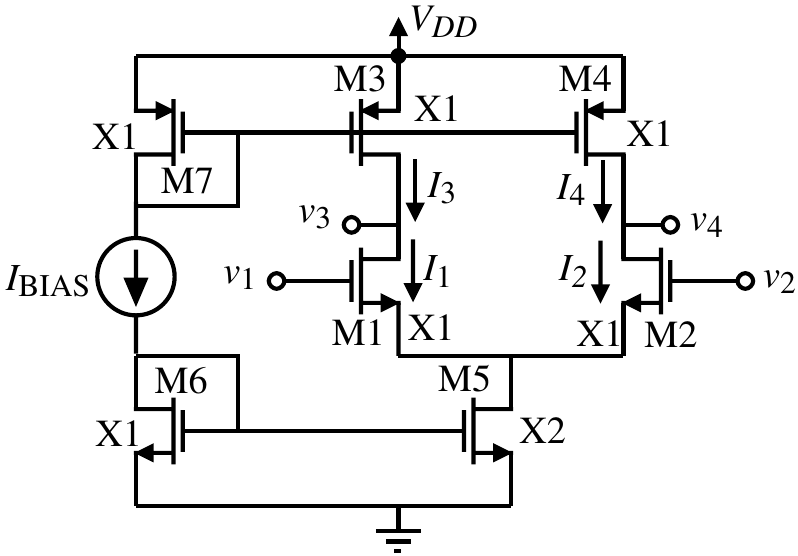 V_DD
M3
M4
X1
X1
X1
M7
I_3
I_4
v_3
v_4
I_BIAS
v_1
I_1
I_2
v_2
M1
X1
X1
M2
M6
M5
X1
X2